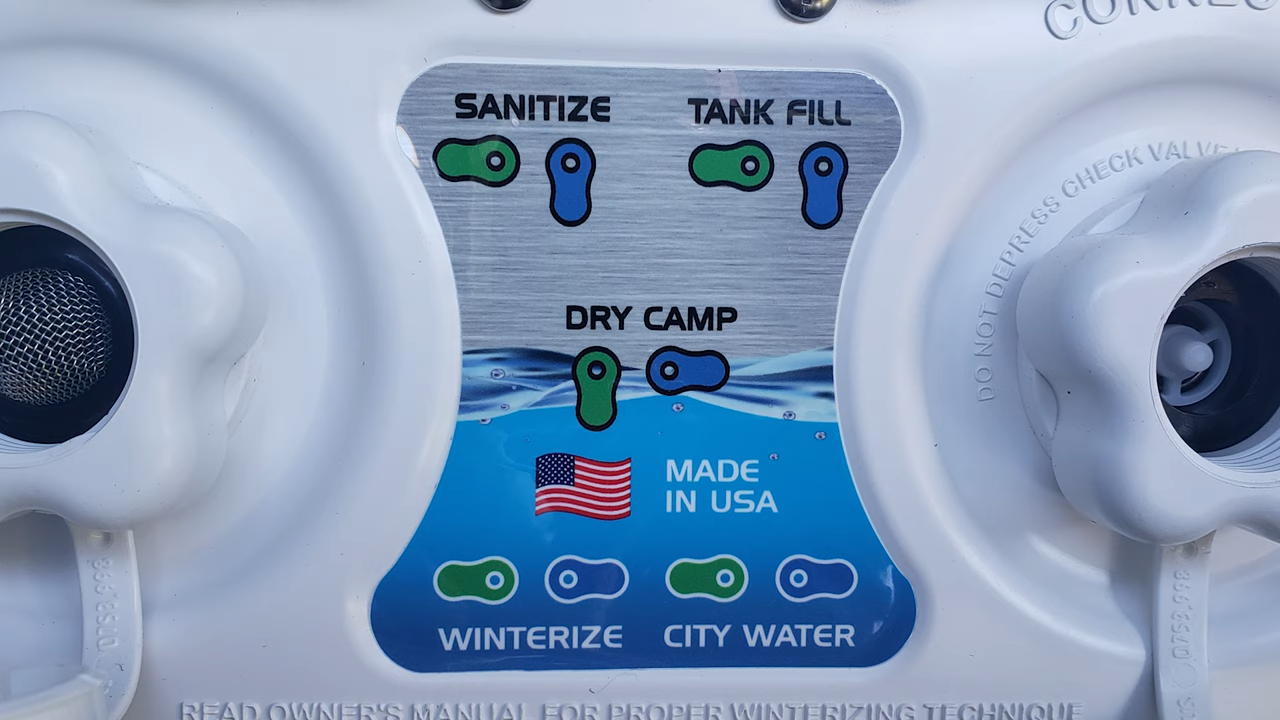 SANITIZE
TANK FILL
DO NOT DEPRESS CHECK VALVE
DRY CAMP
MADE
IN USA
WINTERIZE
CITY WATER
READ OWNER'S MANUAL FOR PROPER WINTERIZING TECHNIQUE